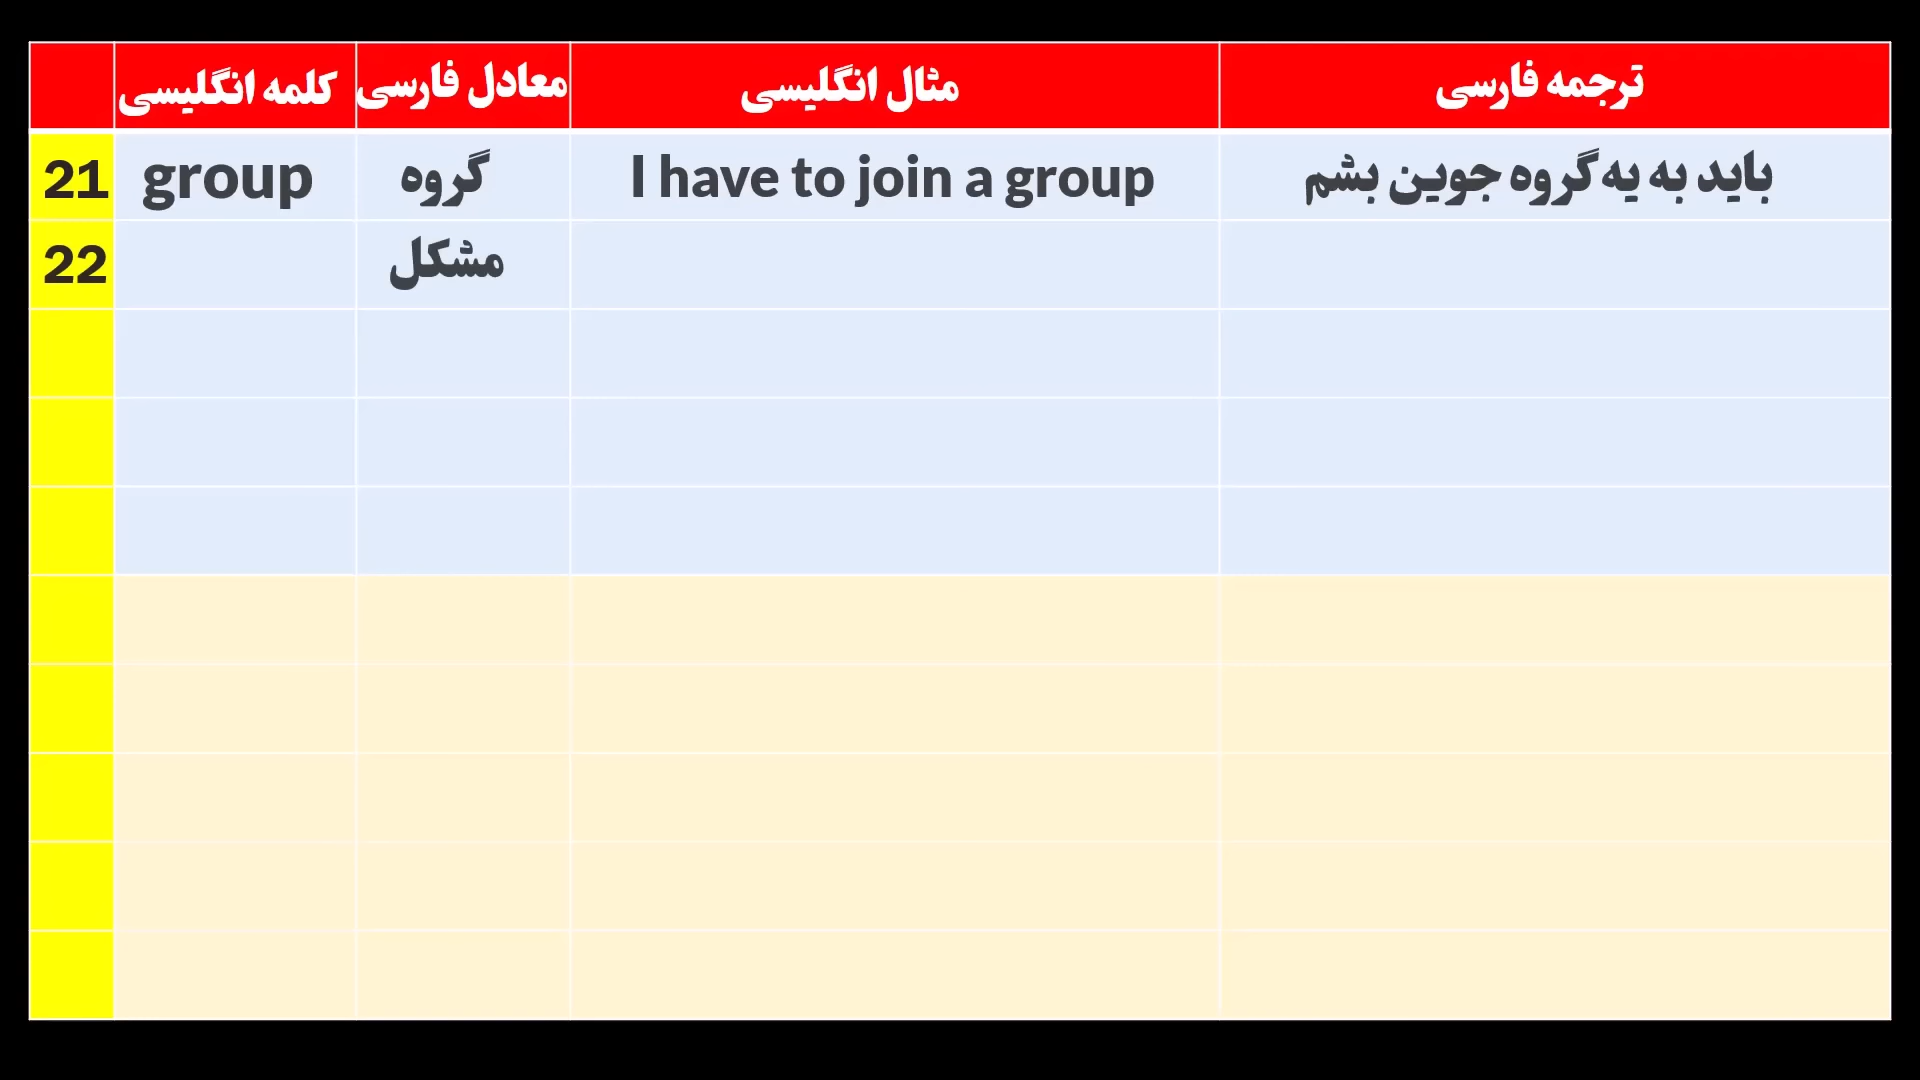 کلمه انگلیسی معادل فارسی مثال انگلیسی ترجمه فارسی
21 group گروه I have to join a group باید به یه گروه جوین بشم
22 مشکل